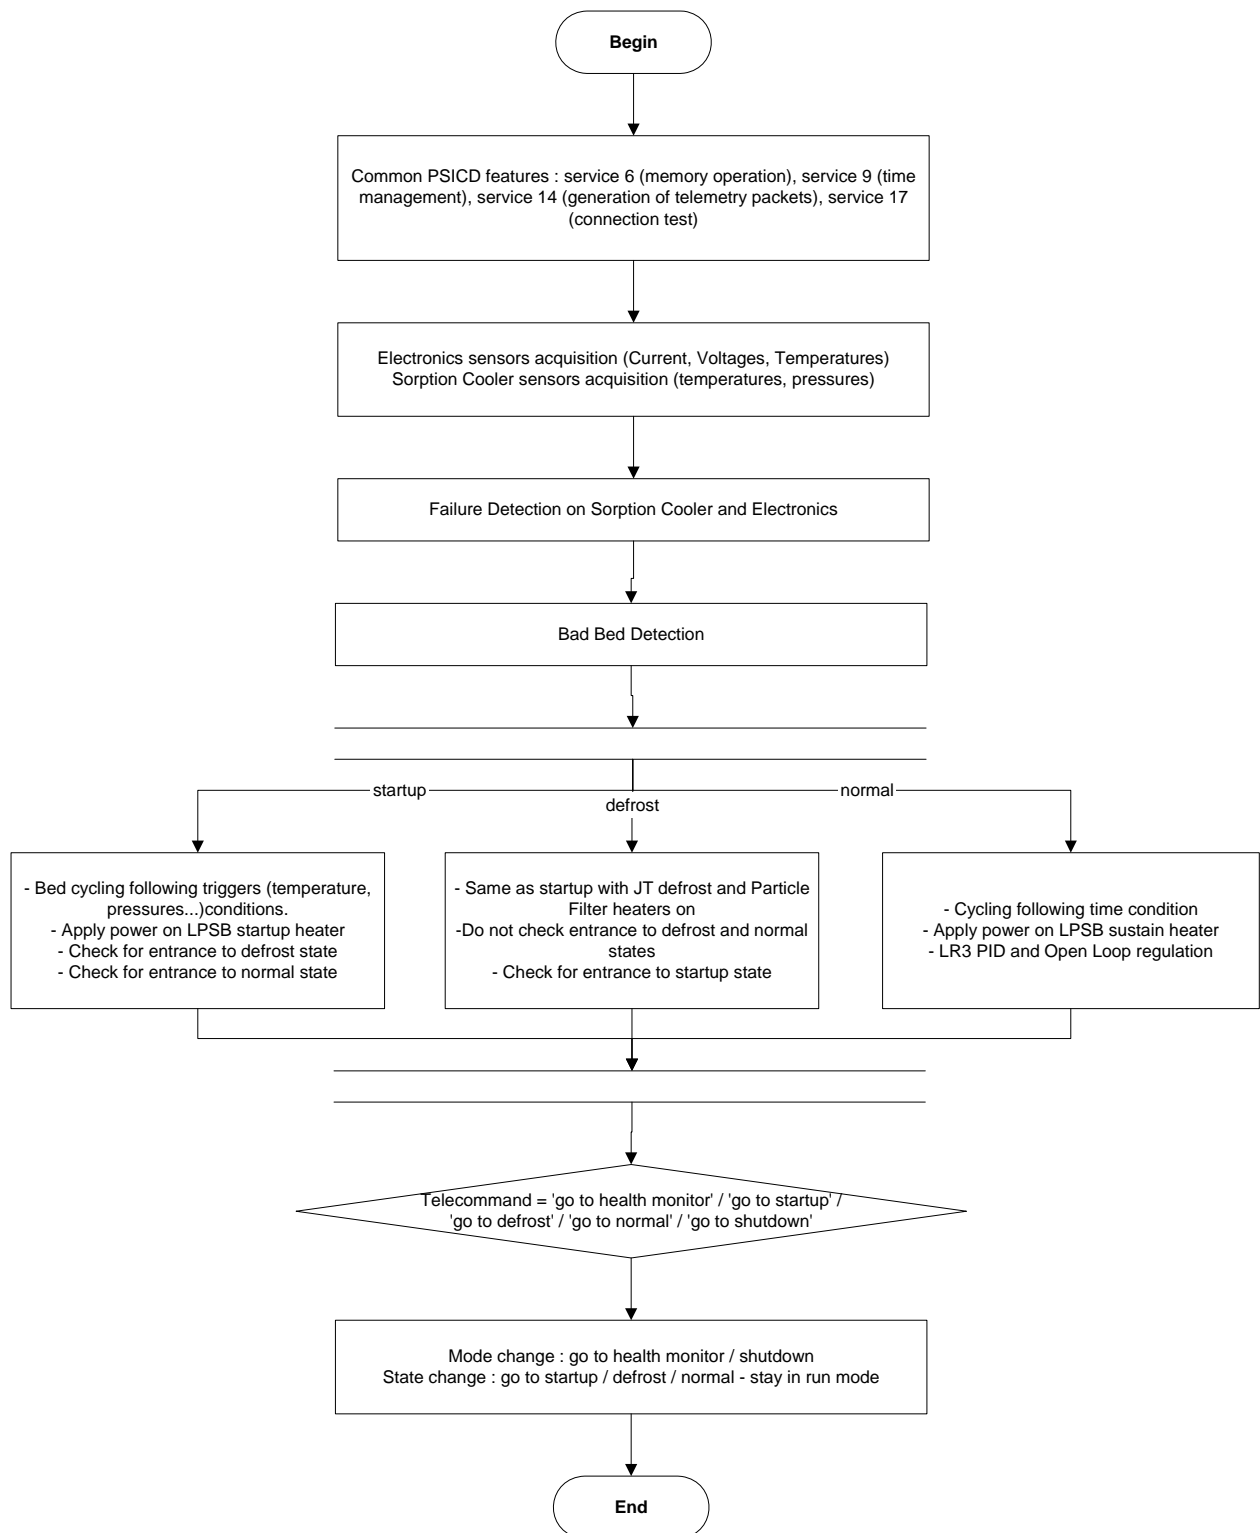 Begin
Common PSICD features : service 6 (memory operation), service 9 (time
management), service 14 (generation of telemetry packets), service 17
(connection test)
Electronics sensors acquisition (Current, Voltages, Temperatures)
Sorption Cooler sensors acquisition (temperatures, pressures)
Failure Detection on Sorption Cooler and Electronics
Bad Bed Detection
startup
defrost
normal
- Bed cycling following triggers (temperature,
pressures...)conditions.
- Apply power on LPSB startup heater
- Check for entrance to defrost state
- Check for entrance to normal state
- Same as startup with JT defrost and Particle
Filter heaters on
-Do not check entrance to defrost and normal
states
- Check for entrance to startup state
- Cycling following time condition
- Apply power on LPSB sustain heater
- LR3 PID and Open Loop regulation
Telecommand = 'go to health monitor' / 'go to startup' /
'go to defrost' / 'go to normal' / 'go to shutdown'
Mode change : go to health monitor / shutdown
State change : go to startup / defrost / normal - stay in run mode
End